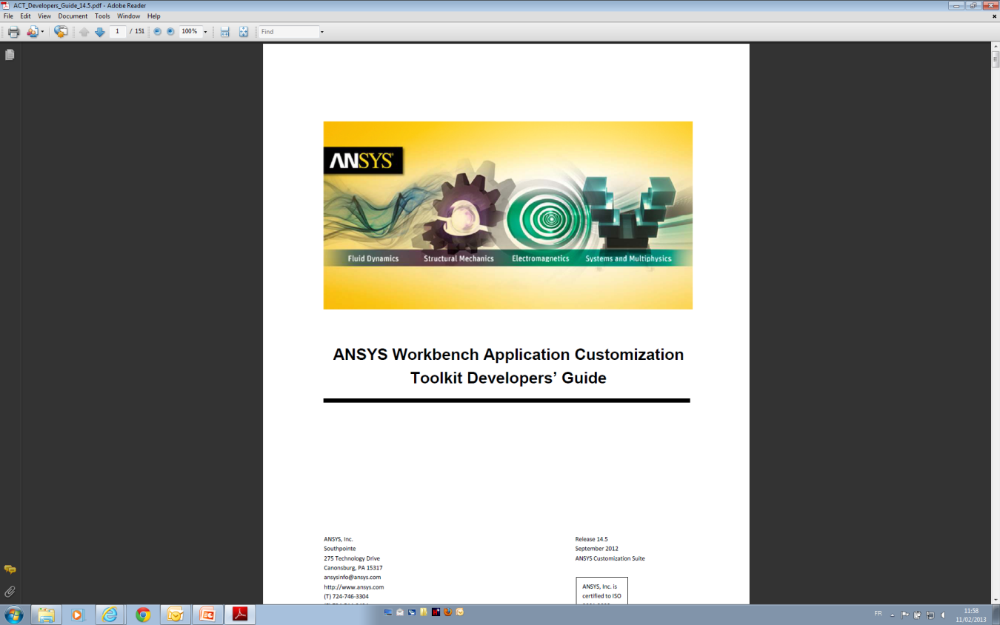 ACT_Developers_Guide_14.5.pdf - Adobe Reader
File Edit View Document Tools Window Help
1 / 151 100% Find
ANSYS®
Fluid Dynamics Structural Mechanics Electromagnetics Systems and Multiphysics
ANSYS Workbench Application Customization
Toolkit Developers’ Guide
ANSYS, Inc.
Southpointe
275 Technology Drive
Canonsburg, PA 15317
ansysinfo@ansys.com
http://www.ansys.com
(T) 724-746-3304
Release 14.5
September 2012
ANSYS Customization Suite
ANSYS, Inc. is
certified to ISO
FR
11:58
11/02/2013